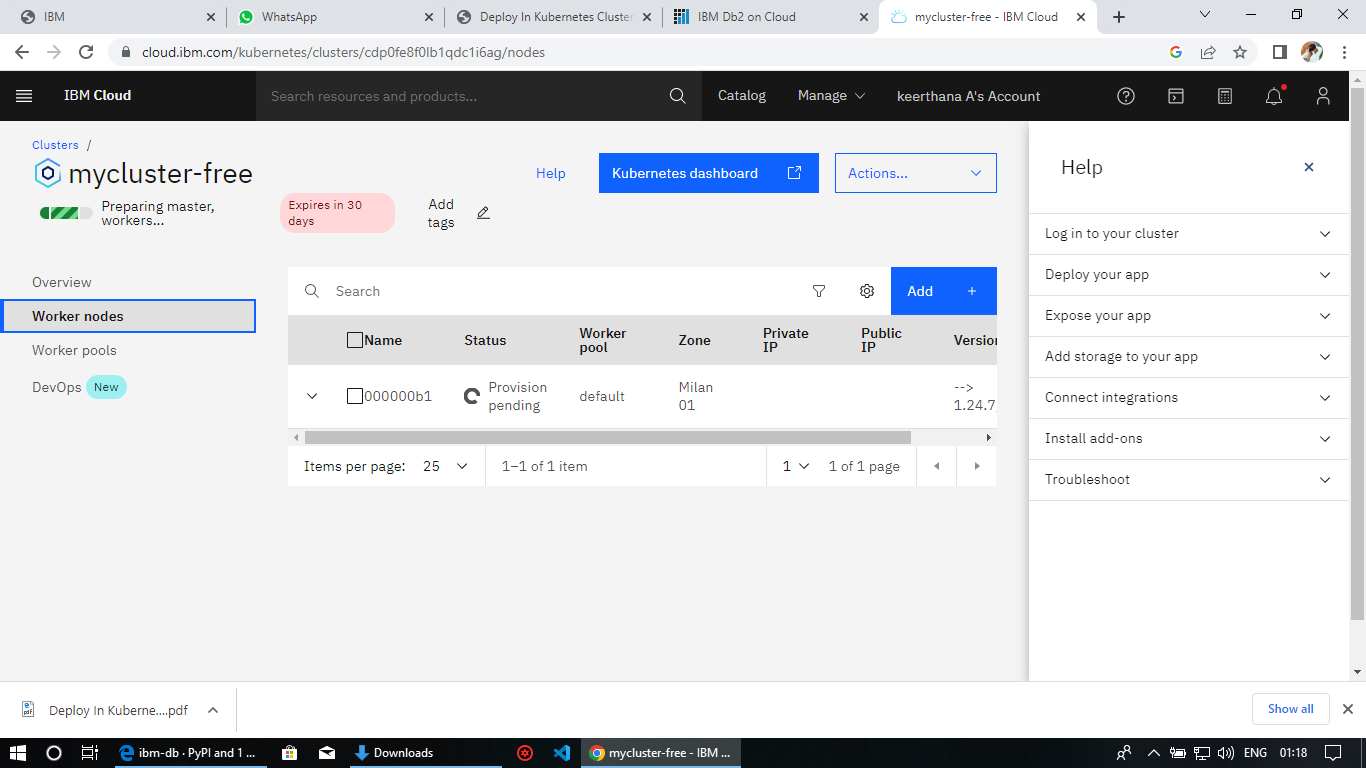 IBM
WhatsApp
Deploy In Kubernetes Cluster
IBM Db2 on Cloud
mycluster-free - IBM Cloud
cloud.ibm.com/kubernetes/clusters/cdp0fe8f0lb1qdc1i6ag/nodes
IBM Cloud
Search resources and products...
Catalog
Manage
keerthana A's Account
Clusters /
mycluster-free
Help
Kubernetes dashboard
Actions...
Preparing master,
workers...
Expires in 30
days
Add
tags
Overview
Worker nodes
Worker pools
DevOps New
Search
Add +
Name
Status
Worker
pool
Zone
Private
IP
Public
IP
Version
000000b1
Provision
pending
default
Milan
01
-->
1.24.7
Items per page: 25
1–1 of 1 item
1
1 of 1 page
Help
Log in to your cluster
Deploy your app
Expose your app
Add storage to your app
Connect integrations
Install add-ons
Troubleshoot
Deploy In Kuberne....pdf
Show all
ibm-db · PyPI and 1 ...
Downloads
mycluster-free - IBM ...
ENG
01:18